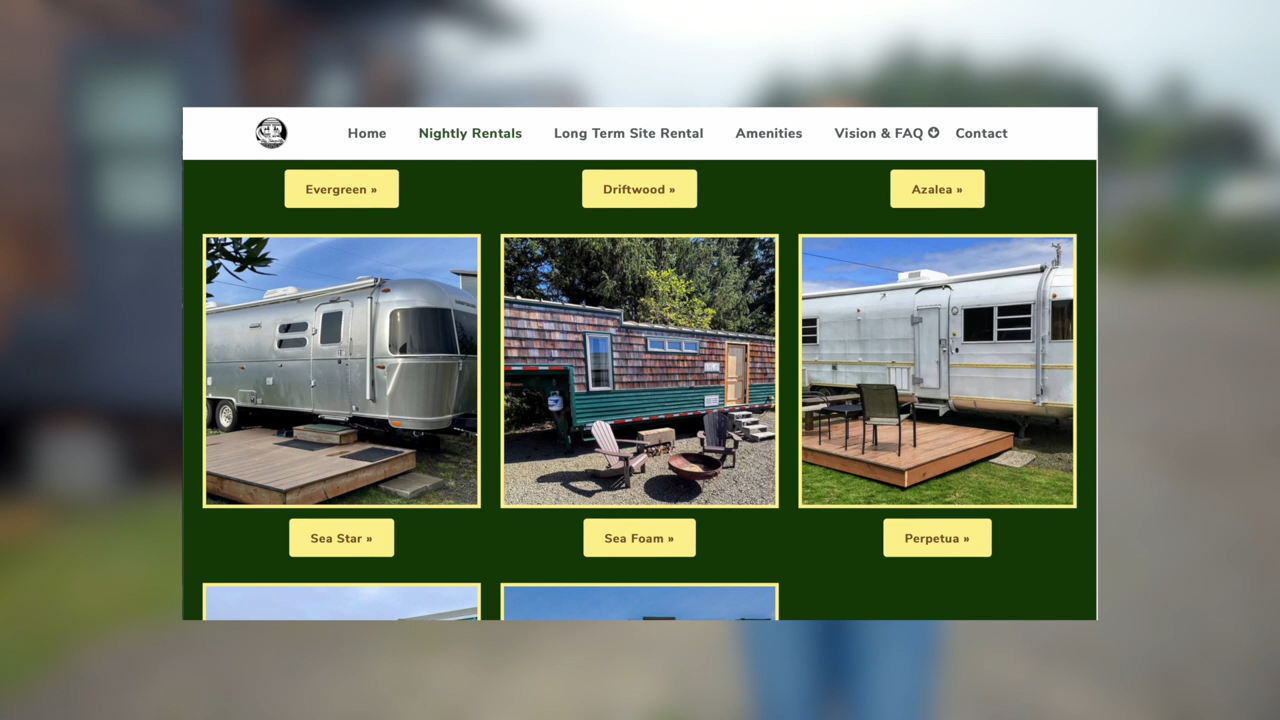 Home
Nightly Rentals
Long Term Site Rental
Amenities
Vision & FAQ
Contact
Evergreen »
Driftwood »
Azalea »
Sea Star »
Sea Foam »
Perpetua »